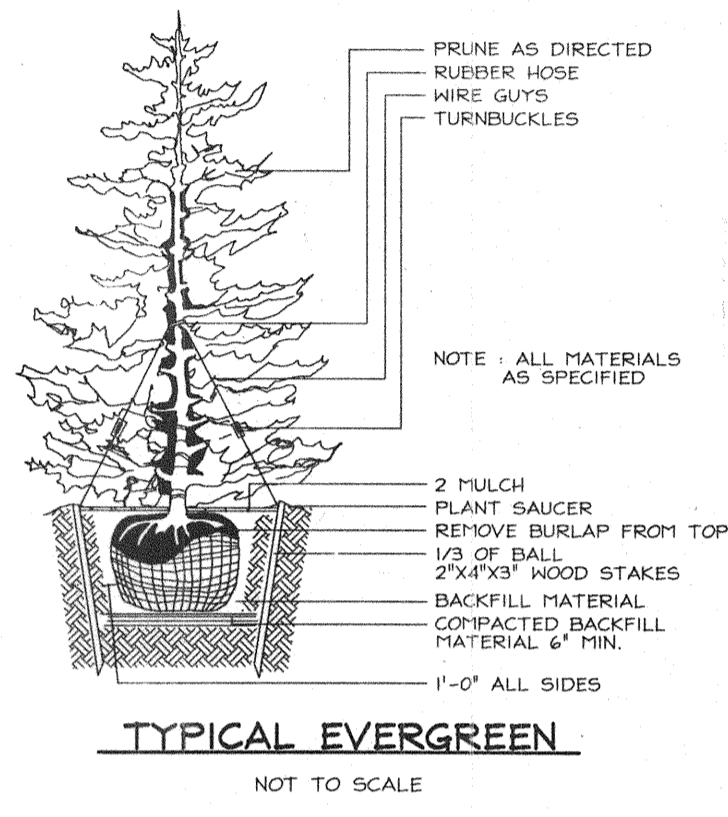 PRUNE AS DIRECTED
RUBBER HOSE
WIRE GUYS
TURNBUCKLES
NOTE : ALL MATERIALS
AS SPECIFIED
2 MULCH
PLANT SAUCER
REMOVE BURLAP FROM TOP
1/3 OF BALL
2"X4"X3" WOOD STAKES
BACKFILL MATERIAL
COMPACTED BACKFILL
MATERIAL 6" MIN.
1'-0" ALL SIDES
TYPICAL EVERGREEN
NOT TO SCALE